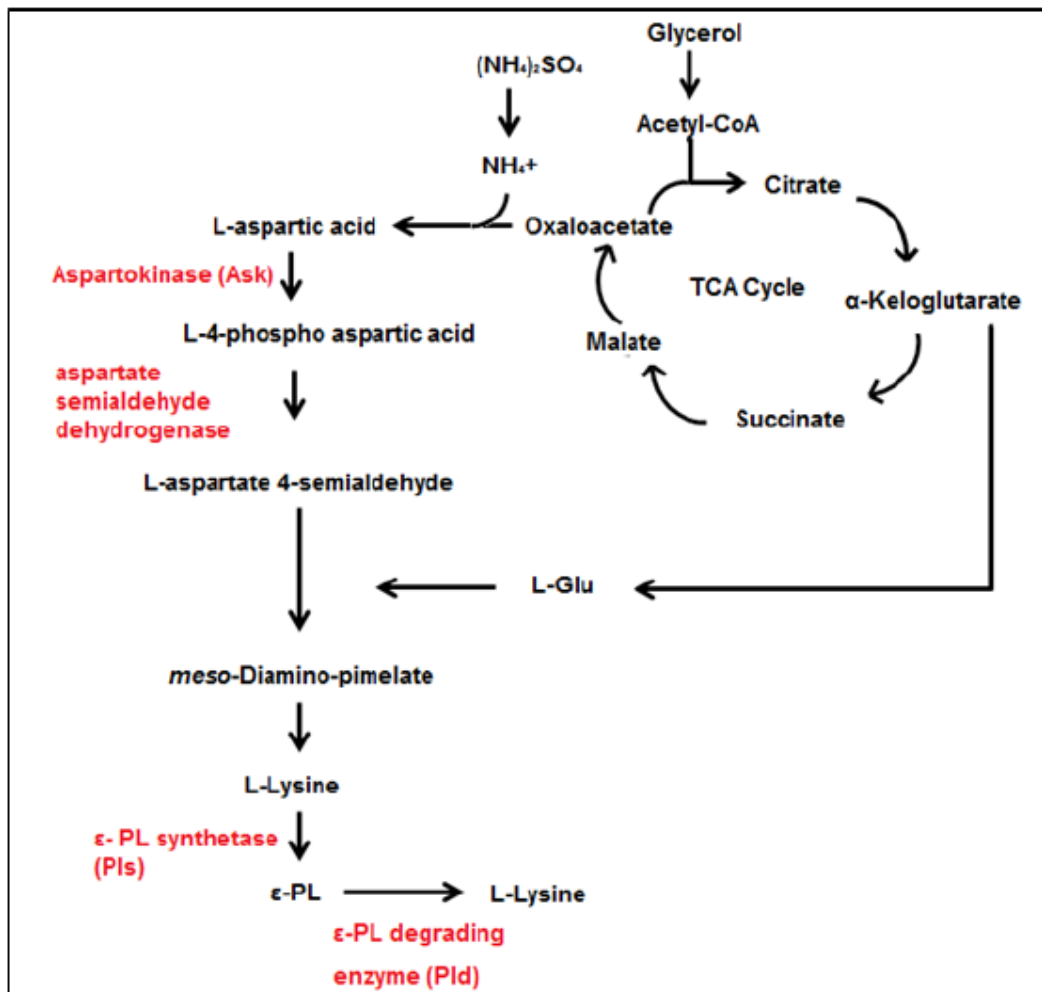 Glycerol
(NH₄)₂SO₄
Acetyl-CoA
NH₄+
Citrate
L-aspartic acid
Oxaloacetate
Aspartokinase (Ask)
TCA Cycle
α-Keloglutarate
L-4-phospho aspartic acid
Malate
aspartate
semialdehyde
dehydrogenase
Succinate
L-aspartate 4-semialdehyde
L-Glu
meso-Diamino-pimelate
L-Lysine
ε- PL synthetase
(Pls)
ε-PL
L-Lysine
ε-PL degrading
enzyme (Pld)